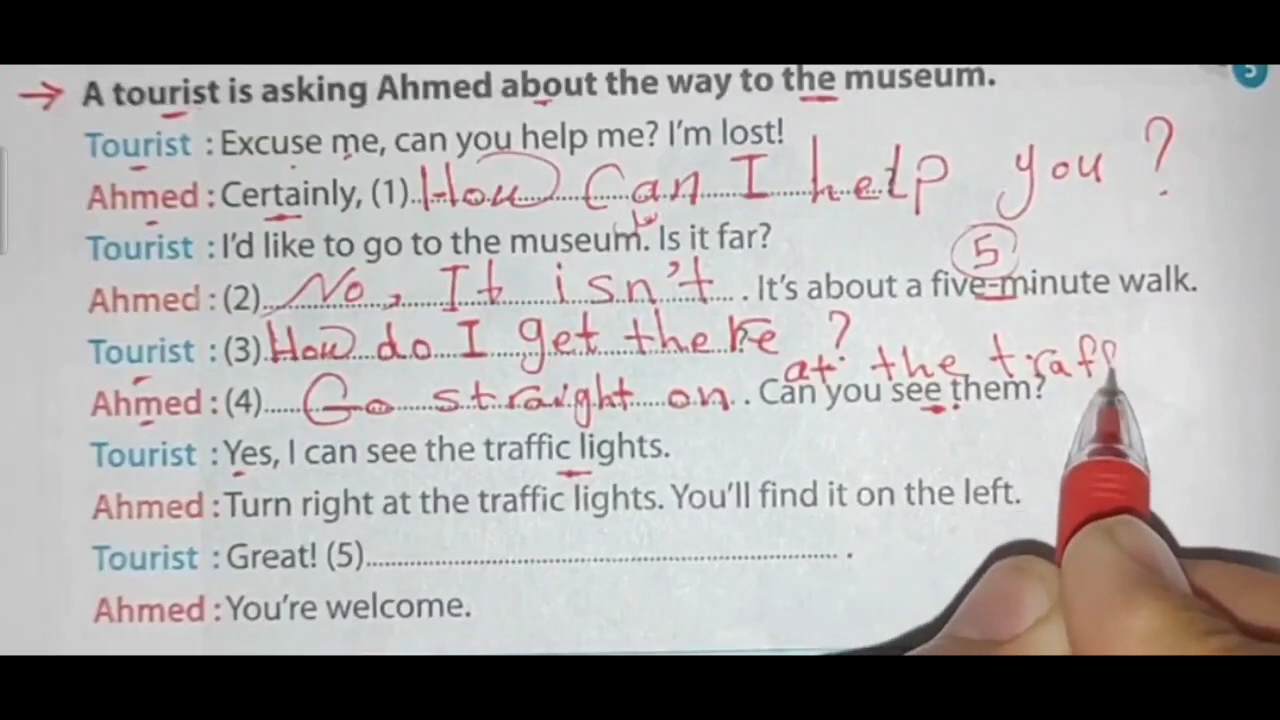 A tourist is asking Ahmed about the way to the museum.
Tourist : Excuse me, can you help me? I'm lost!
Ahmed : Certainly, (1) How Can I help you ?
Tourist : I'd like to go to the museum. Is it far?
5
Ahmed : (2) No, It isn't . It's about a five-minute walk.
Tourist : (3) How do I get there ?
at the traff
Ahmed : (4) Go straight on . Can you see them?
Tourist : Yes, I can see the traffic lights.
Ahmed : Turn right at the traffic lights. You'll find it on the left.
Tourist : Great! (5) .
Ahmed : You're welcome.